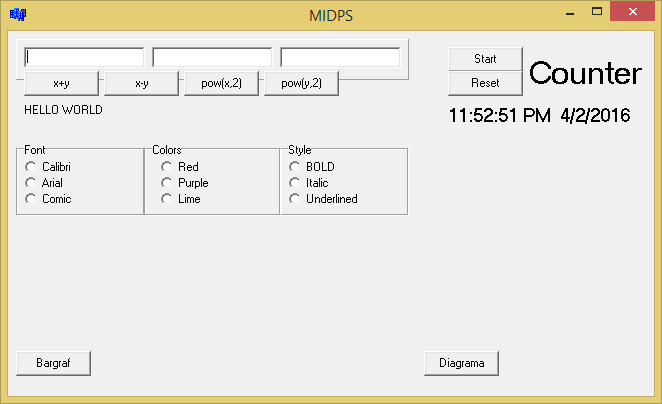 MIDPS
x+y x-y pow(x,2) pow(y,2)
HELLO WORLD
Start
Reset
Counter
11:52:51 PM 4/2/2016
Font
Calibri
Arial
Comic
Colors
Red
Purple
Lime
Style
BOLD
Italic
Underlined
Bargraf
Diagrama